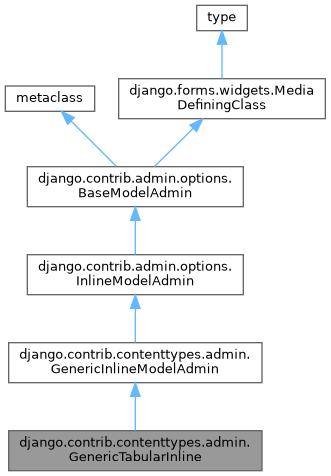 type
metaclass
django.forms.widgets.Media
DefiningClass
django.contrib.admin.options.
BaseModelAdmin
django.contrib.admin.options.
InlineModelAdmin
django.contrib.contenttypes.admin.
GenericInlineModelAdmin
django.contrib.contenttypes.admin.
GenericTabularInline